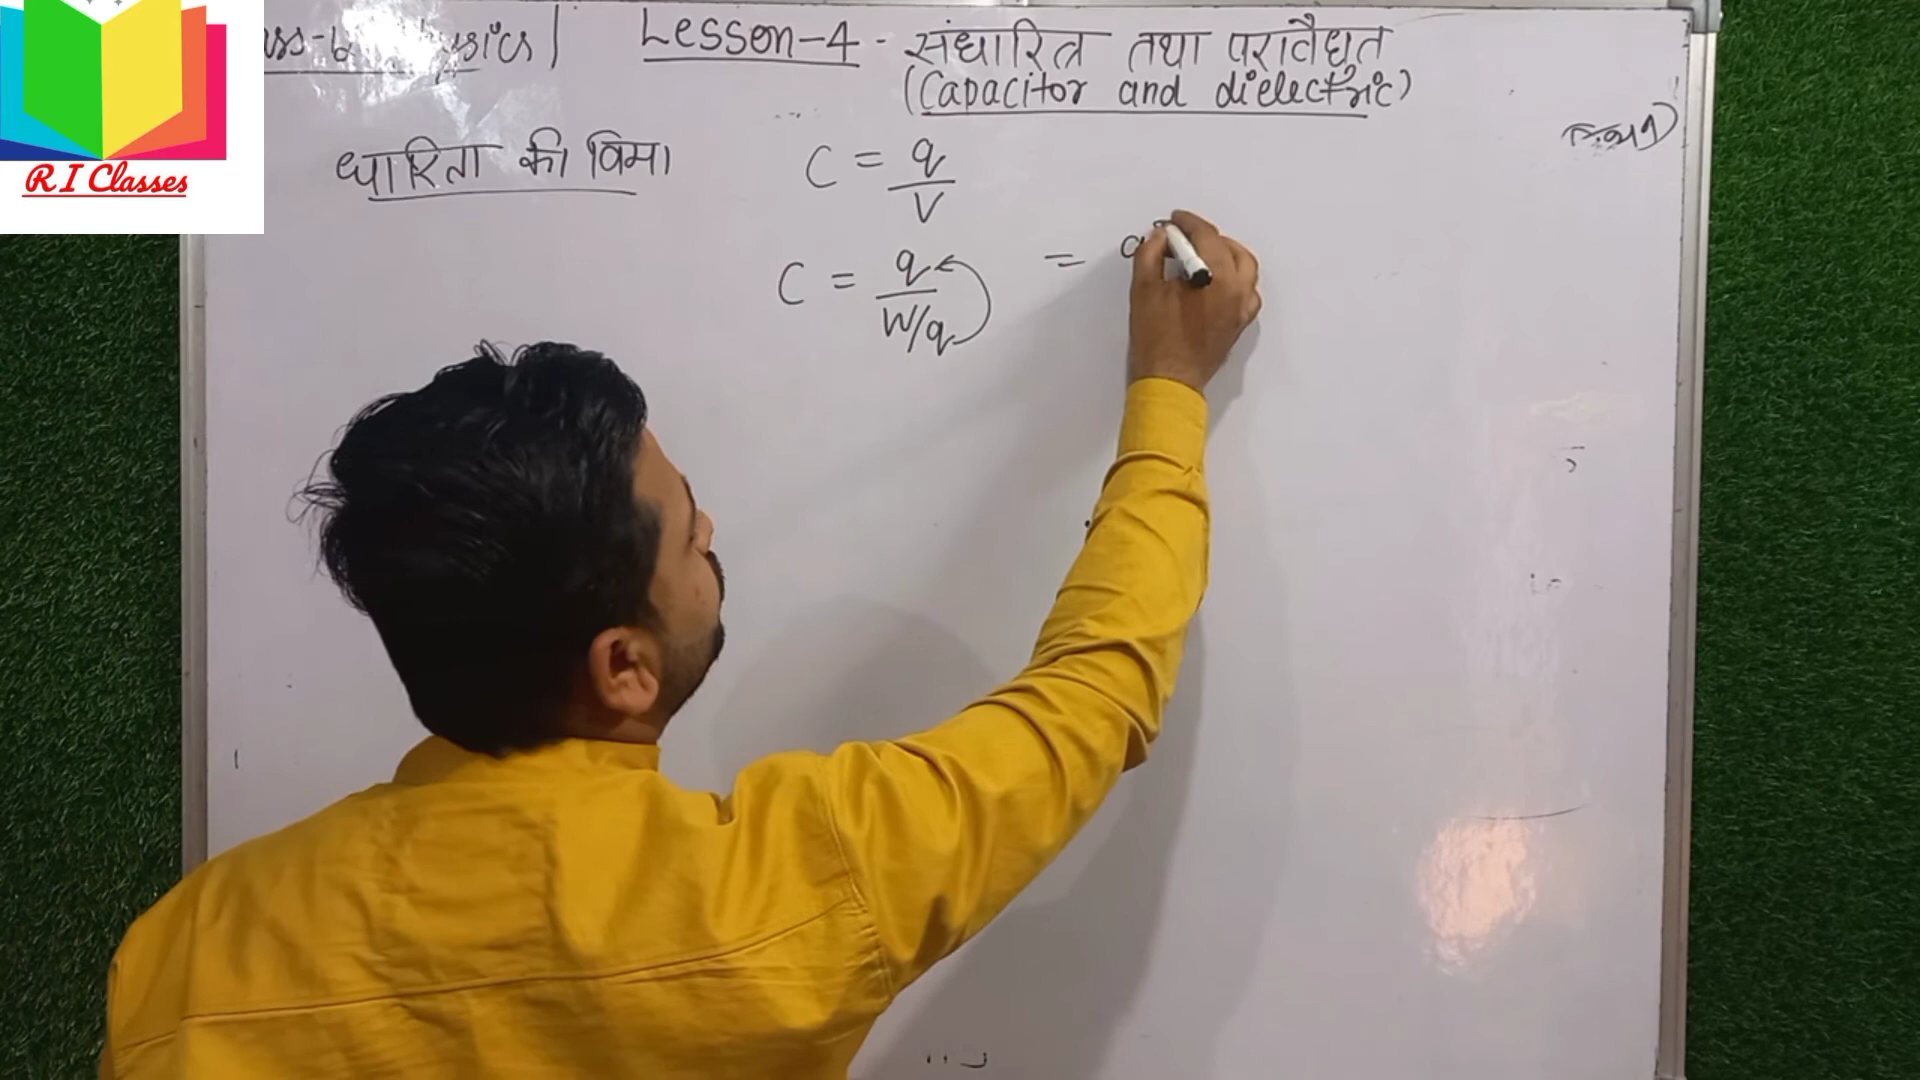 Lesson-4 - संधारित्र तथा परावैद्युत
(Capacitor and dielectric)
R I Classes
धारिता की विमा
C = q/V
C = q/W/q =